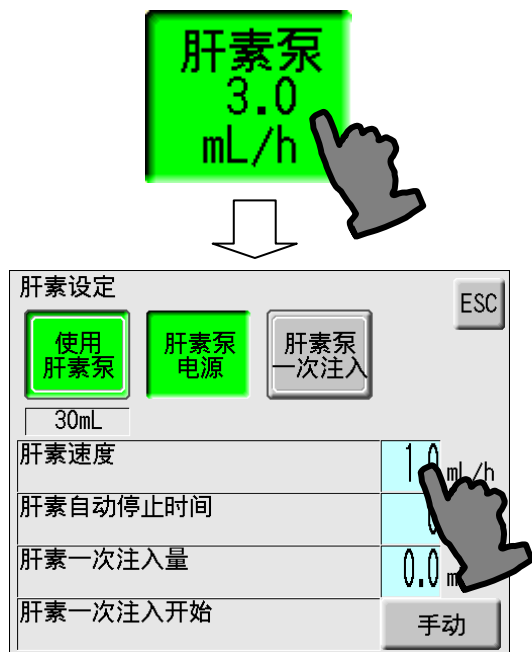 肝素泵
3.0
mL/h
肝素设定
ESC
使用
肝素泵
肝素泵
电源
肝素泵
一次注入
30mL
肝素速度
1.0 mL/h
肝素自动停止时间
肝素一次注入量
0.0
肝素一次注入开始
手动